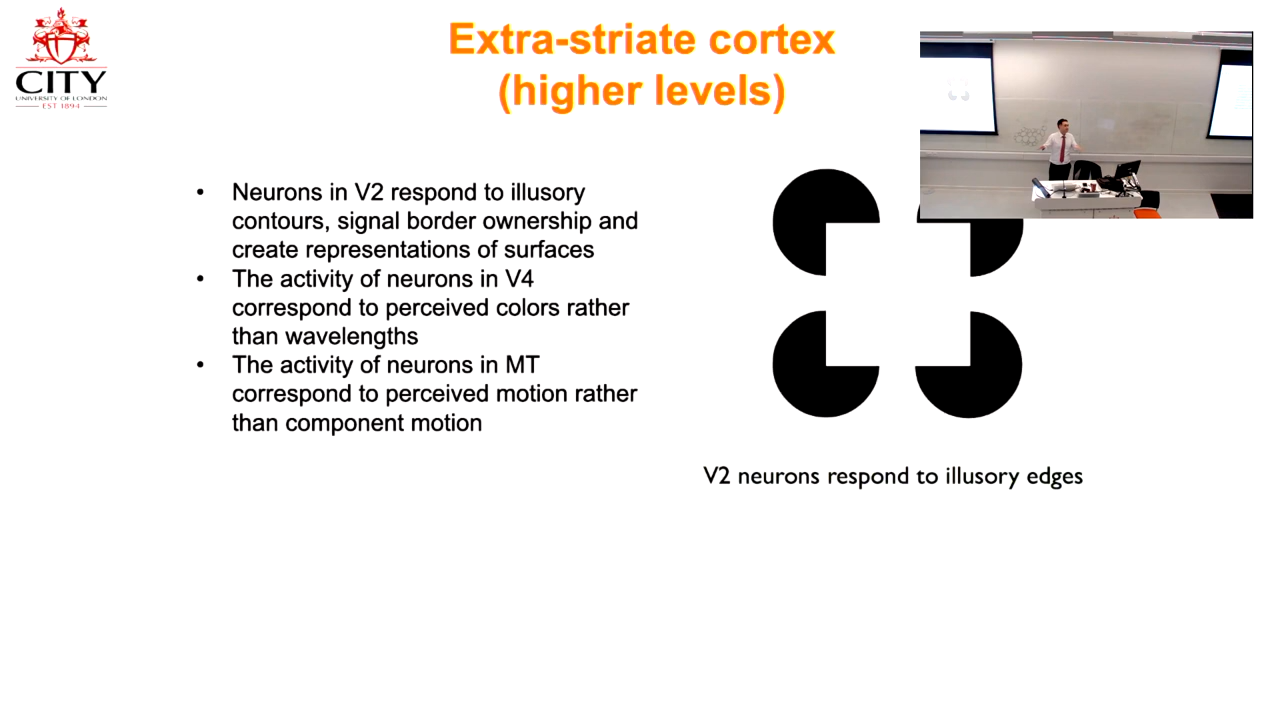 CITY
UNIVERSITY OF LONDON
EST 1894
Extra-striate cortex
(higher levels)
• Neurons in V2 respond to illusory
contours, signal border ownership and
create representations of surfaces
• The activity of neurons in V4
correspond to perceived colors rather
than wavelengths
• The activity of neurons in MT
correspond to perceived motion rather
than component motion
V2 neurons respond to illusory edges